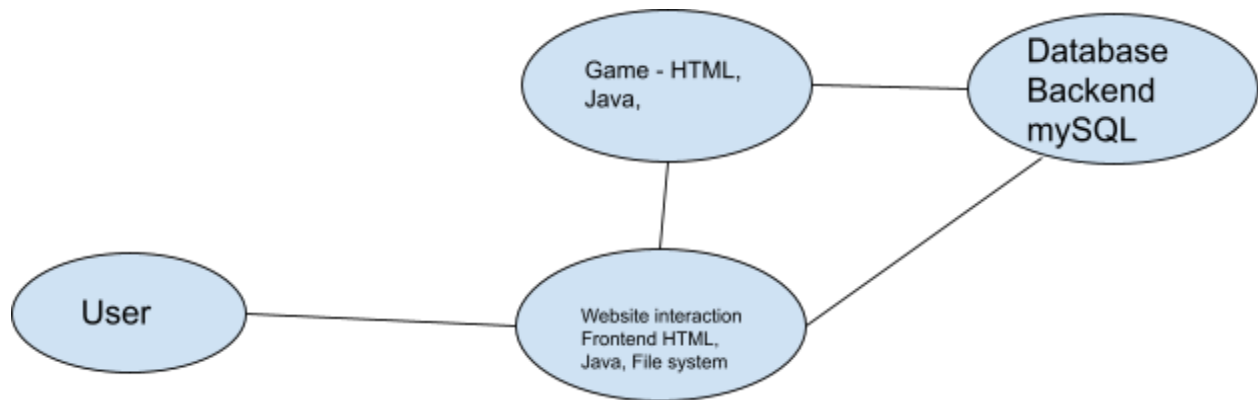 Game - HTML,
Java,
Database
Backend
mySQL
User
Website interaction
Frontend HTML,
Java, File system